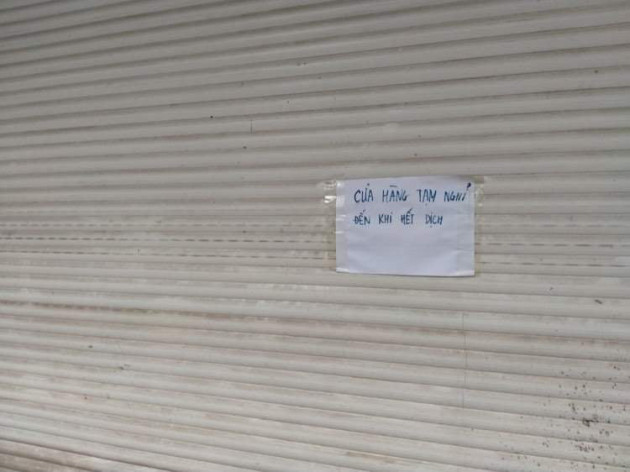 CỬA HÀNG TẠM NGHỈ
ĐẾN KHI HẾT DỊCH